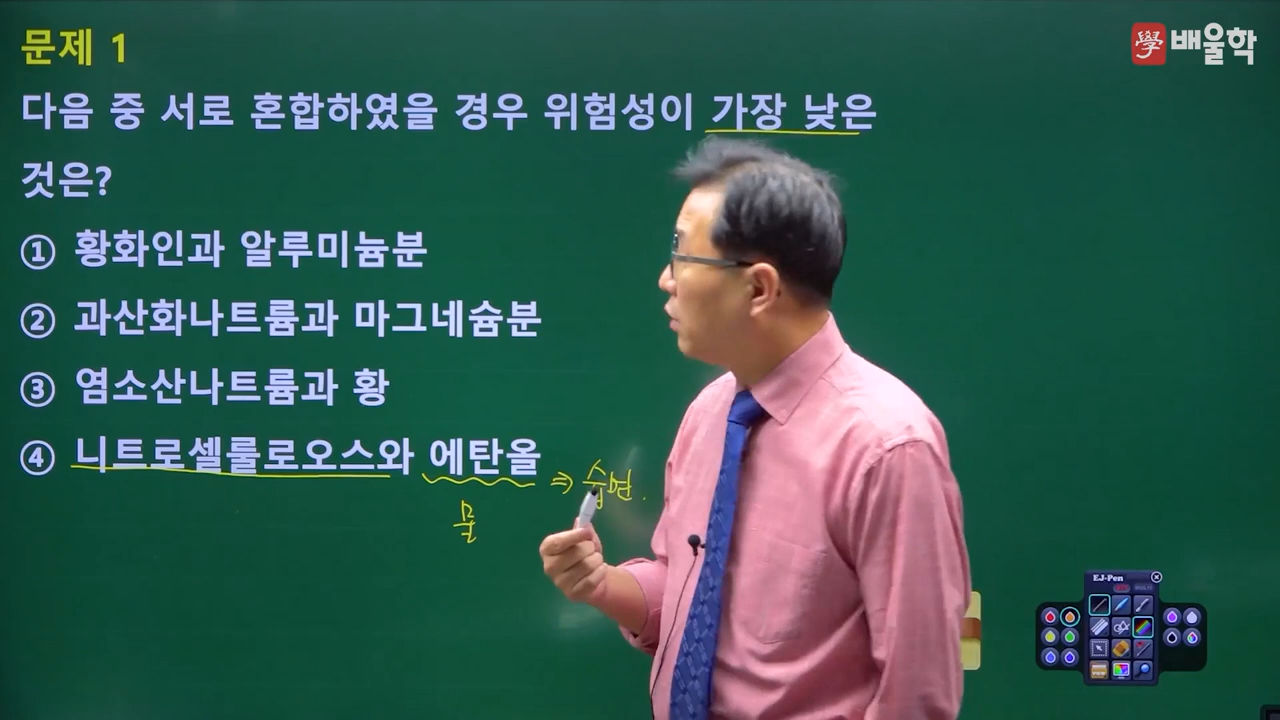 문제 1
學 배울학
다음 중 서로 혼합하였을 경우 위험성이 가장 낮은
것은?
① 황화인과 알루미늄분
② 과산화나트륨과 마그네슘분
③ 염소산나트륨과 황
④ 니트로셀룰로오스와 에탄올 ⇒ 습면.
물
EJ-Pen